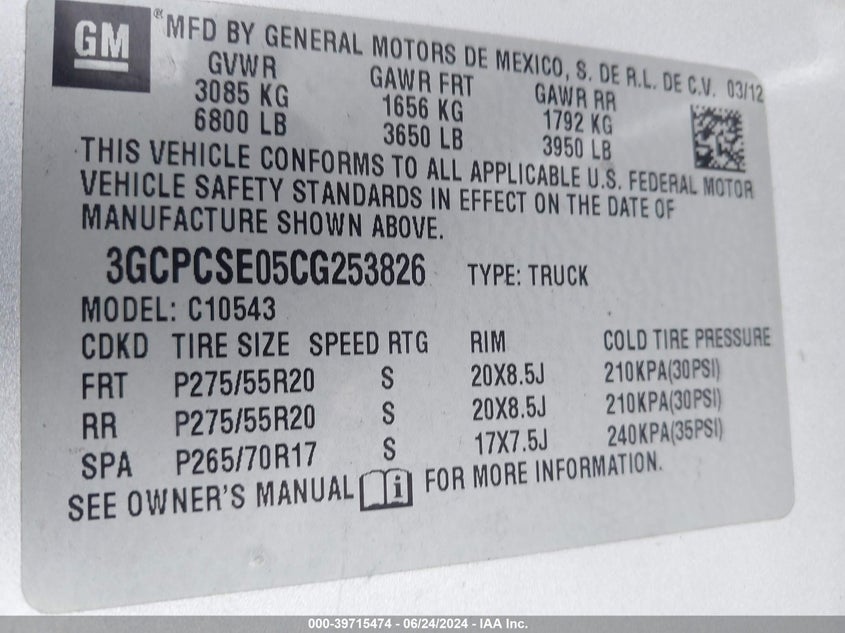 GM
® MFD BY GENERAL MOTORS DE MEXICO, S. DE R.L. DE C.V. 03/12
GVWR GAWR FRT GAWR RR
3085 KG 1656 KG 1792 KG
6800 LB 3650 LB 3950 LB
THIS VEHICLE CONFORMS TO ALL APPLICABLE U.S. FEDERAL MOTOR
VEHICLE SAFETY STANDARDS IN EFFECT ON THE DATE OF
MANUFACTURE SHOWN ABOVE.
3GCPCSE05CG253826 TYPE: TRUCK
MODEL: C10543
CDKD TIRE SIZE SPEED RTG RIM COLD TIRE PRESSURE
FRT P275/55R20 S 20X8.5J 210KPA(30PSI)
RR P275/55R20 S 20X8.5J 210KPA(30PSI)
SPA P265/70R17 S 17X7.5J 240KPA(35PSI)
SEE OWNER'S MANUAL i FOR MORE INFORMATION.
000-39715474 - 06/24/2024 - IAA Inc.